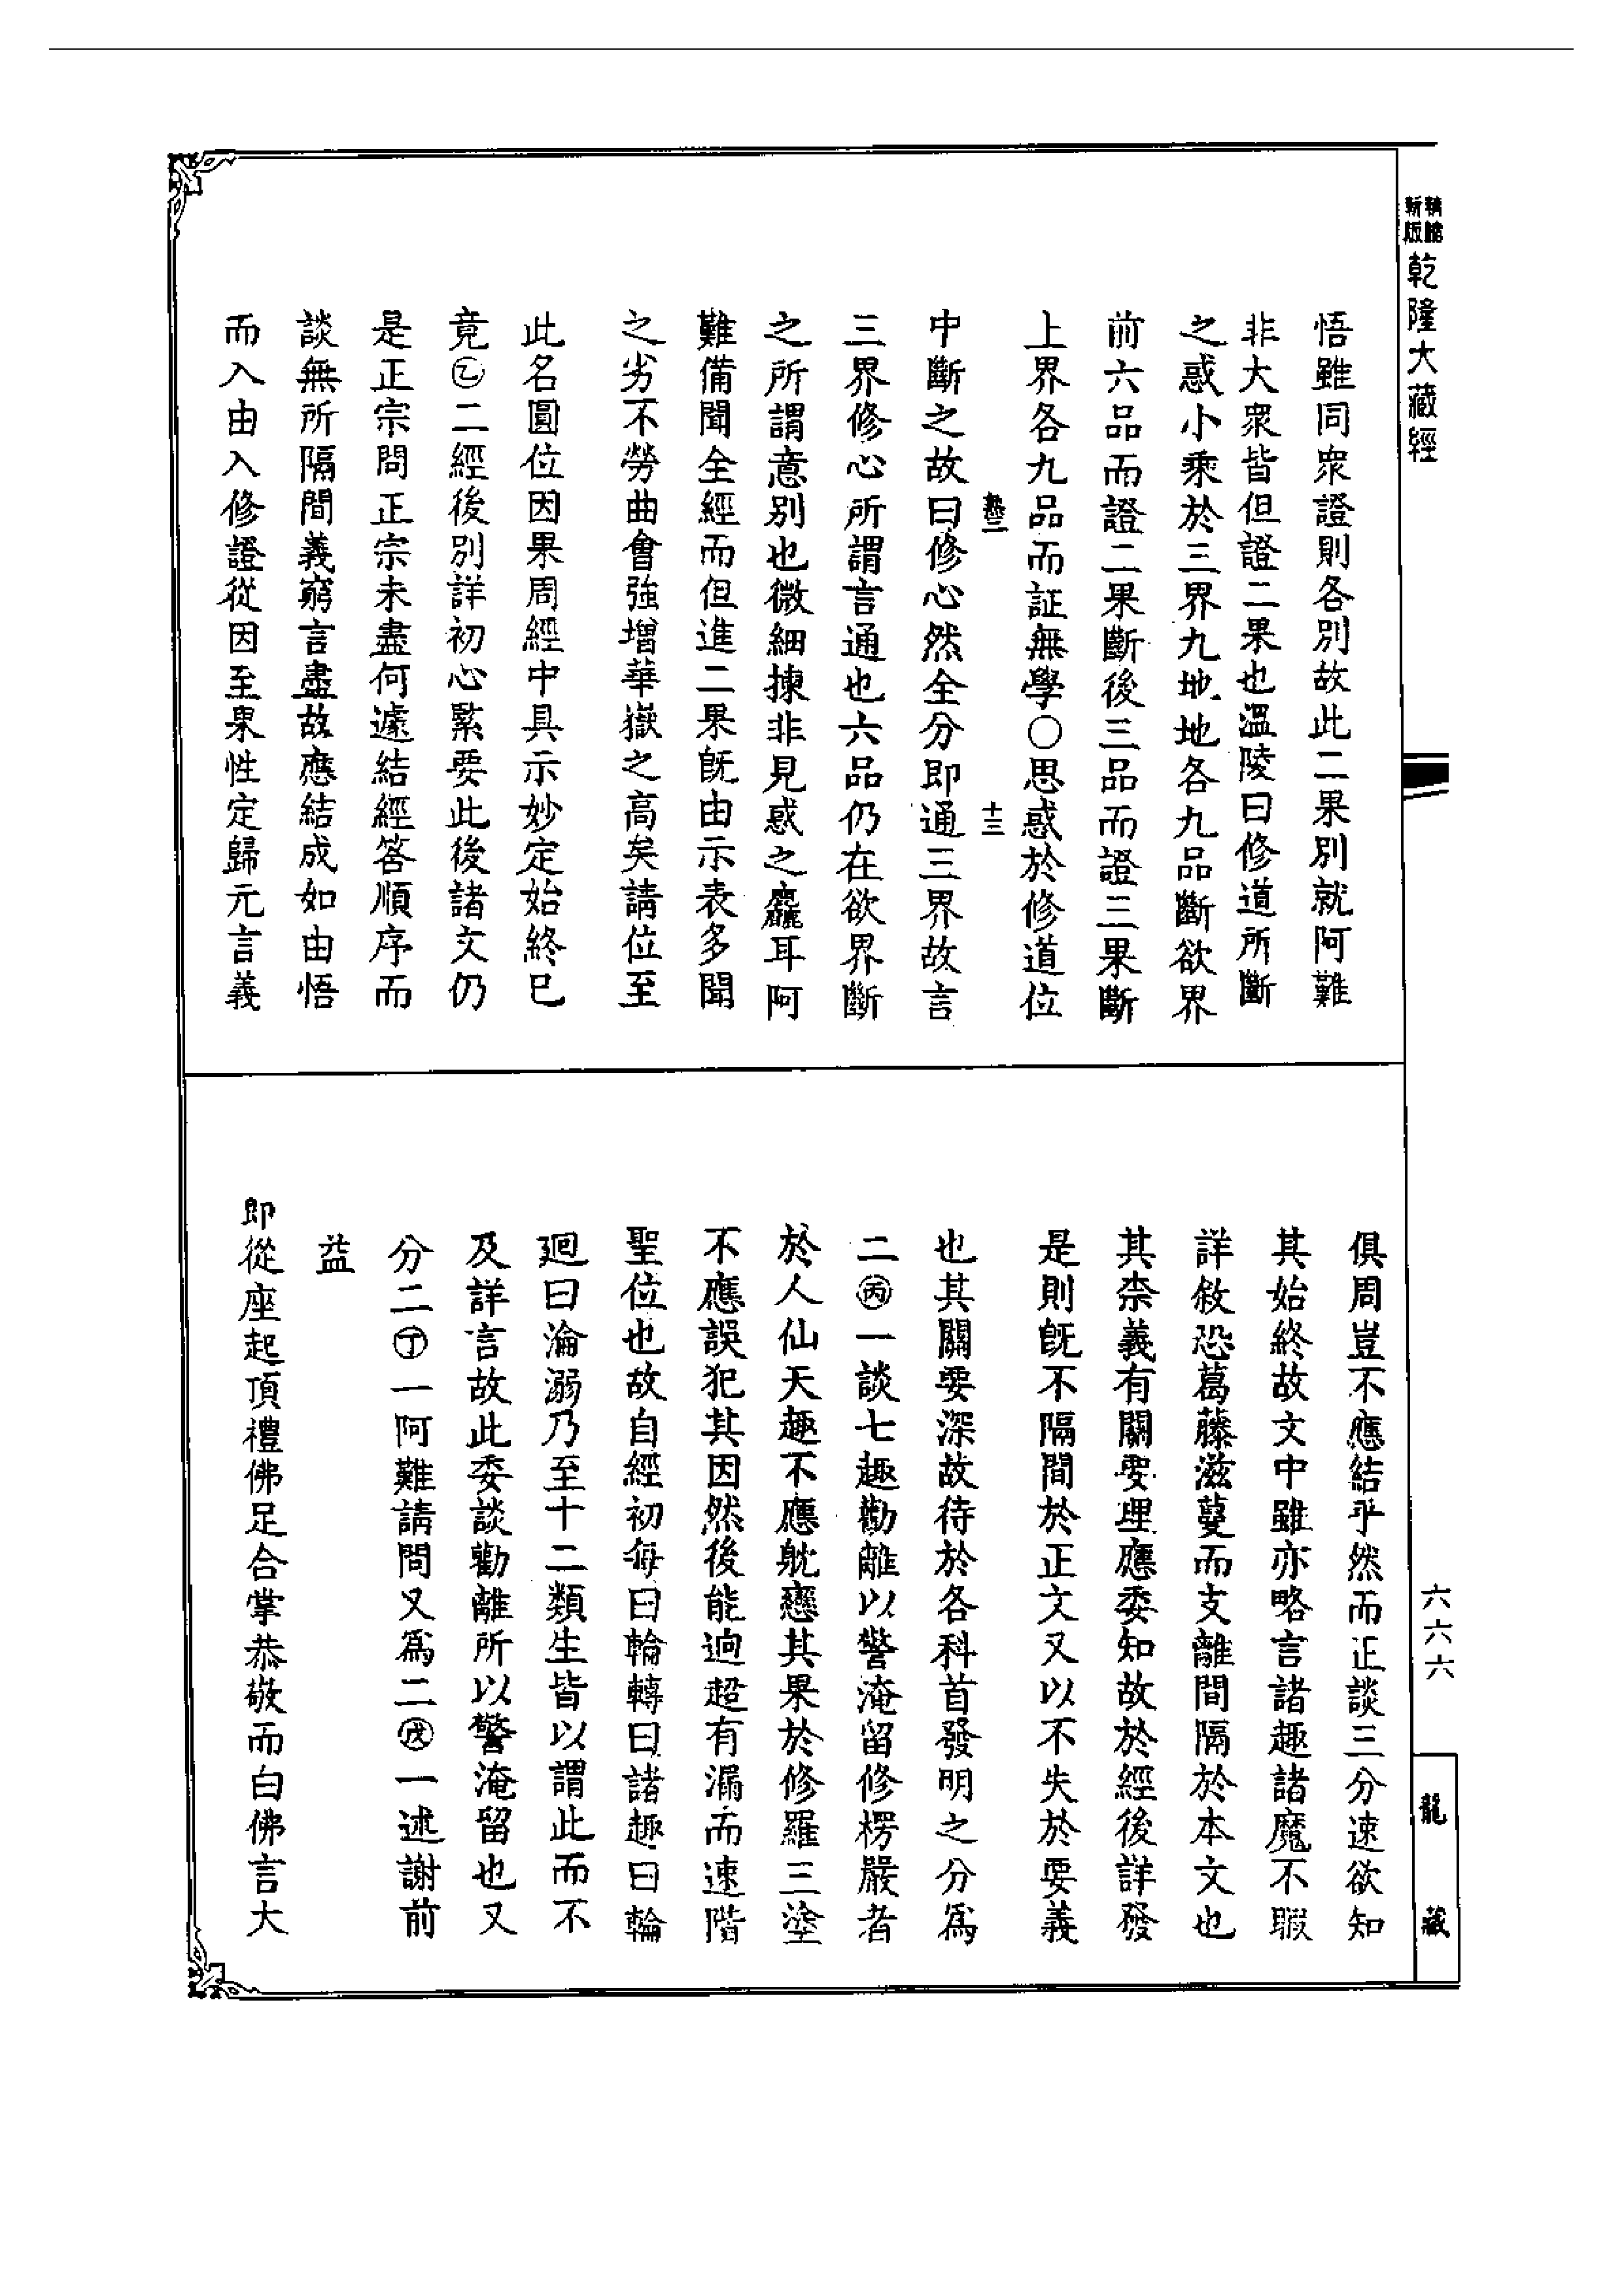 精緻新版乾隆大藏經
悟雖同衆證則各別故此二果別就阿難
非大衆皆但證二果也溫陵曰修道所斷
之惑小乘於三界九地地各九品斷欲界
前六品而證二果斷後三品而證三果斷
上界各九品而証無學○思惑於修道位
十三
中斷之故曰修心然全分即通三界故言
三界修心所謂言通也六品仍在欲界斷
之所謂意別也微細揀非見惑之麤耳阿
難備聞全經而但進二果旣由示表多聞
之劣不勞曲會強增華嶽之高矣請位至
此名圓位因果周經中具示妙定始終已
竟㊁二經後別詳初心緊要此後諸文仍
是正宗問正宗未盡何遽結經答順序而
談無所隔間義窮言盡故應結成如由悟
而入由入修證從因至果性定歸元言義
俱周豈不應結乎然而正談三分速欲知
其始終故文中雖亦略言諸趣諸魔不暇
詳敘恐葛藤滋蔓而支離間隔於本文也
其柰義有關要理應委知故於經後詳發
是則旣不隔間於正文又以不失於要義
也其關要深故待於各科首發明之分爲
二㊅一談七趣勸離以警淹留修楞嚴者
於人仙天趣不應躭戀其果於修羅三塗
不應誤犯其因然後能逈超有漏而速階
聖位也故自經初每曰輪轉曰諸趣曰輪
廻曰淪溺乃至十二類生皆以謂此而不
及詳言故此委談勸離所以警淹留也又
分二㊀一阿難請問又爲二㊉一述謝前
益
即從座起頂禮佛足合掌恭敬而白佛言大
六六六
龍藏